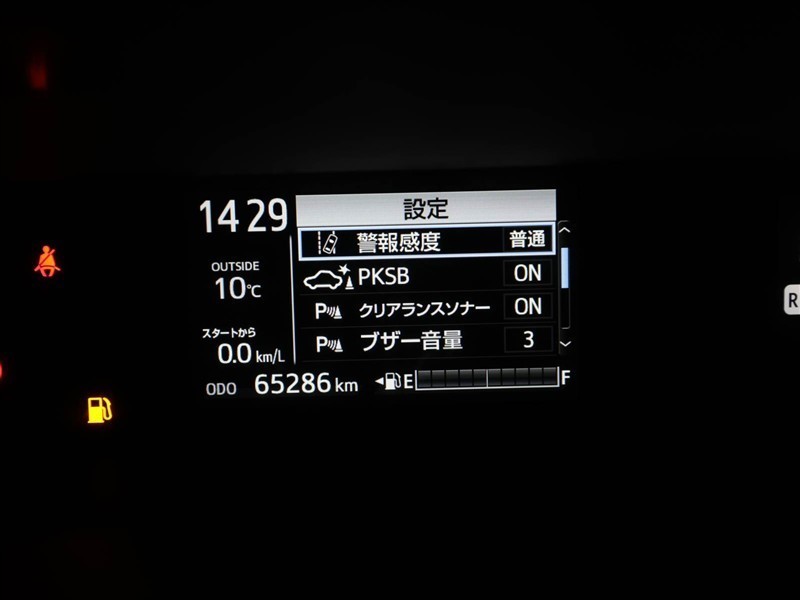 14 29
設定
警報感度 普通
OUTSIDE
10℃
PKSB ON
P クリアランスソナー ON
スタートから
0.0 km/L
P ブザー音量 3
ODO 65286 km
E F
R